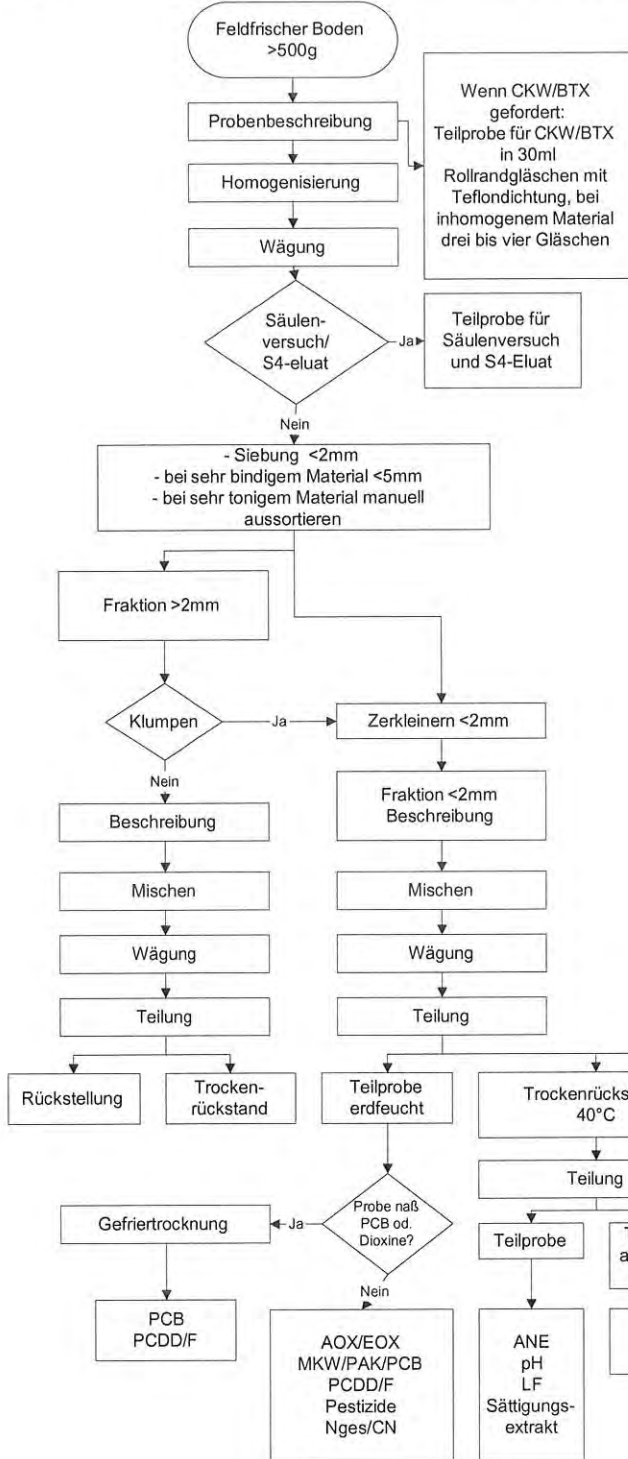 Feldfrischer Boden
>500g
Probenbeschreibung
Wenn CKW/BTX
gefordert:
Teilprobe für CKW/BTX
in 30ml
Rollrandgläschen mit
Teflondichtung, bei
inhomogenem Material
drei bis vier Gläschen
Homogenisierung
Wägung
Säulen-
versuch/
S4-eluat
Ja
Teilprobe für
Säulenversuch
und S4-Eluat
Nein
- Siebung <2mm
- bei sehr bindigem Material <5mm
- bei sehr tonigem Material manuell
aussortieren
Fraktion >2mm
Klumpen
Ja
Zerkleinern <2mm
Nein
Beschreibung
Fraktion <2mm
Beschreibung
Mischen
Mischen
Wägung
Wägung
Teilung
Teilung
Rückstellung
Trocken-
rückstand
Teilprobe
erdfeucht
Trockenrücks
40°C
Teilung
Probe naß
PCB od.
Dioxine?
Ja
Gefriertrocknung
Teilprobe
Nein
PCB
PCDD/F
AOX/EOX
MKW/PAK/PCB
PCDD/F
Pestizide
Nges/CN
ANE
pH
LF
Sättigungs-
extrakt